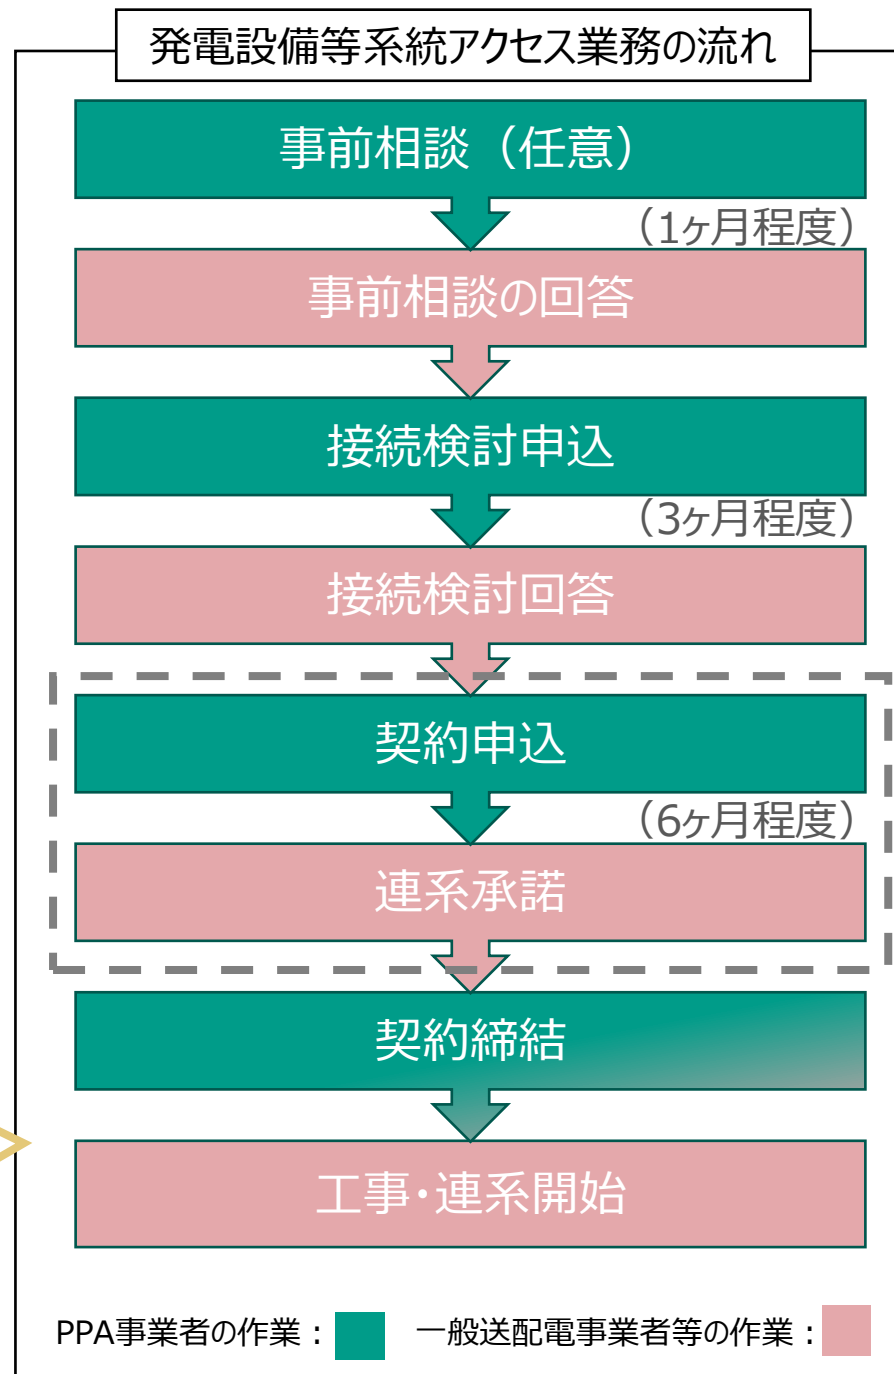 発電設備等系統アクセス業務の流れ
事前相談（任意）
（1ヶ月程度）
事前相談の回答
接続検討申込
（3ヶ月程度）
接続検討回答
契約申込
（6ヶ月程度）
連系承諾
契約締結
工事・連系開始
PPA事業者の作業： 一般送配電事業者等の作業：